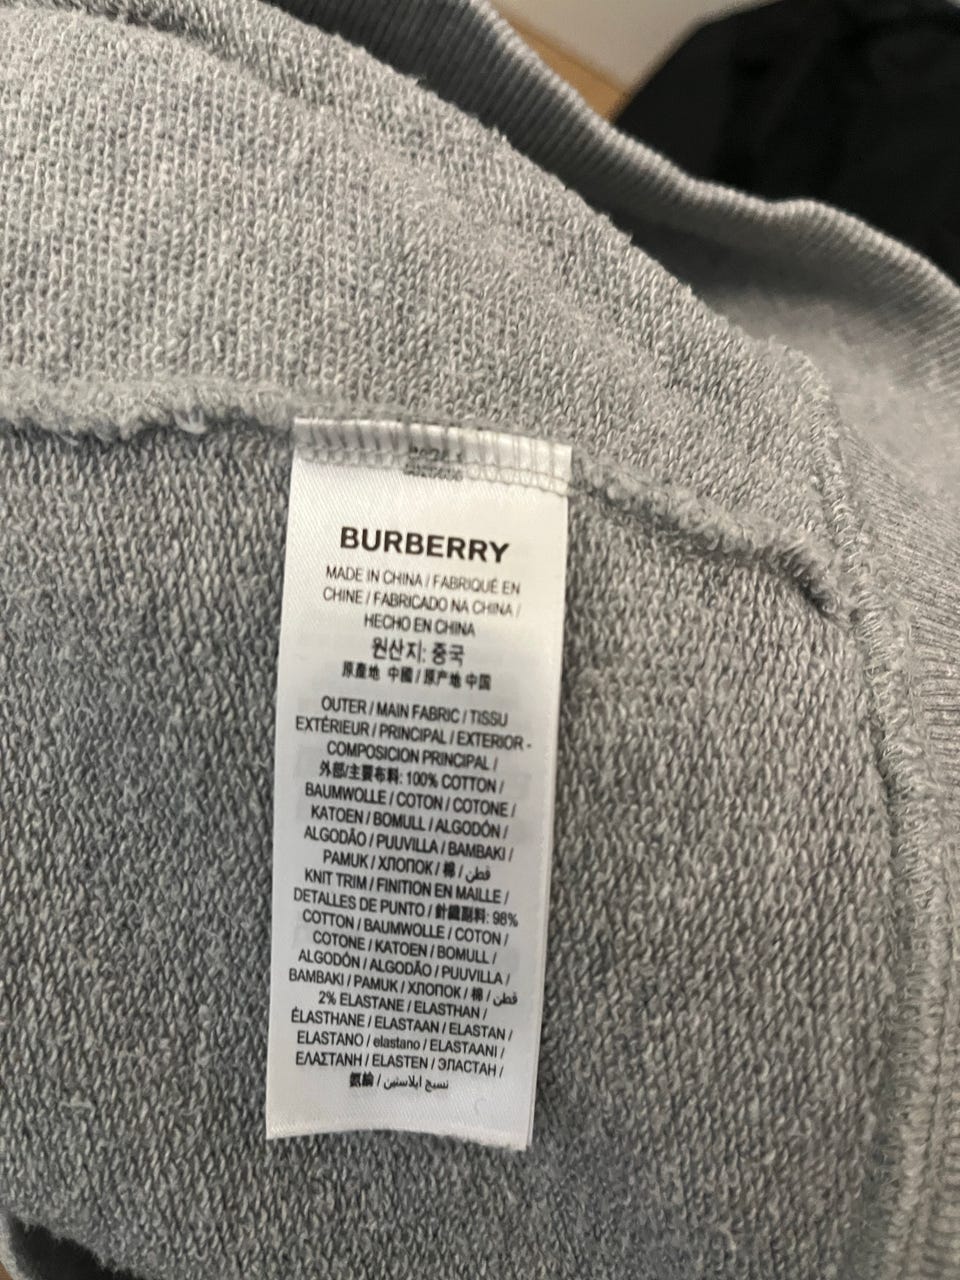 BURBERRY
MADE IN CHINA / FABRIQUÉ EN
CHINE / FABRICADO NA CHINA /
HECHO EN CHINA
원산지: 중국
原產地 中國 / 原产地 中国
OUTER / MAIN FABRIC / TISSU
EXTÉRIEUR / PRINCIPAL / EXTERIOR -
COMPOSICION PRINCIPAL /
外部/主要布料: 100% COTTON /
BAUMWOLLE / COTON / COTONE /
KATOEN / BOMULL / ALGODÓN /
ALGODÃO / PUUVILLA / BAMBAKI /
PAMUK / ХЛОПОК / 棉 / قطن
KNIT TRIM / FINITION EN MAILLE /
DETALLES DE PUNTO / 針織副料: 98%
COTTON / BAUMWOLLE / COTON /
COTONE / KATOEN / BOMULL /
ALGODÓN / ALGODÃO / PUUVILLA /
BAMBAKI / PAMUK / ХЛОПОК / 棉 / قطن
2% ELASTANE / ELASTHAN /
ÉLASTHANE / ELASTAAN / ELASTAN /
ELASTANO / elastano / ELASTAANI /
ΕΛΑΣΤΑΝΗ / ELASTEN / ЭЛАСТАН /
氨綸 / نسيج ايلاستين